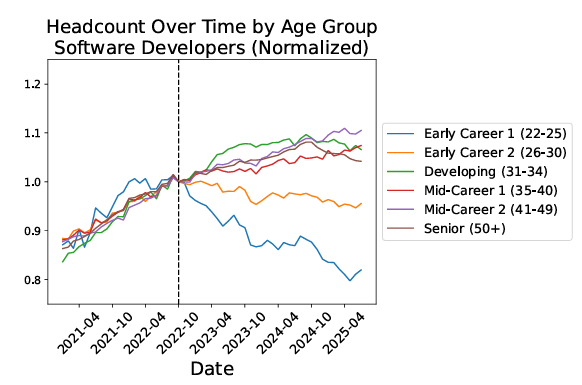 Headcount Over Time by Age Group
Software Developers (Normalized)
1.1
1.0
0.9
0.8
2021-04
2021-10
2022-04
2022-10
2023-04
2023-10
2024-04
2024-10
2025-04
Date
Early Career 1 (22-25)
Early Career 2 (26-30)
Developing (31-34)
Mid-Career 1 (35-40)
Mid-Career 2 (41-49)
Senior (50+)